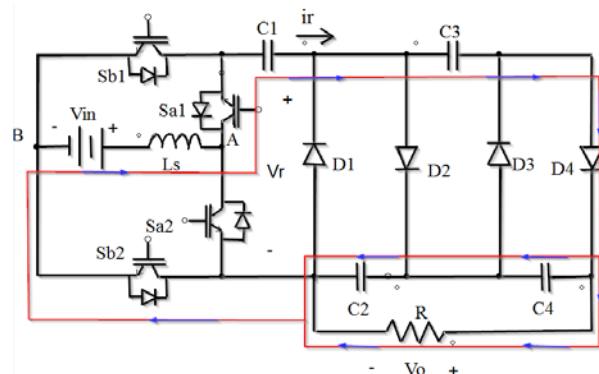 C1 ir C3
Sb1
Sa1
+
B - Vin + A
Ls Vr D1 D2 D3 D4
Sa2
Sb2 -
C2 C4
R
- Vo +